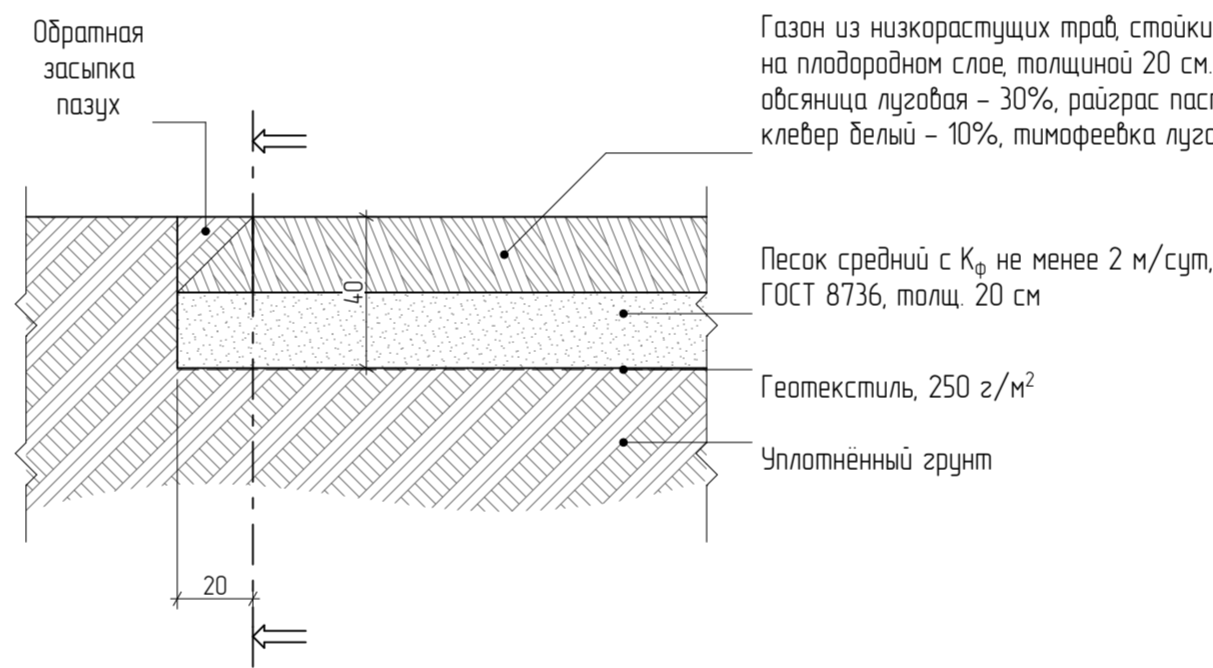 Обратная
засыпка
пазух
Газон из низкорастущих трав, стойки
на плодородном слое, толщиной 20 см.
овсяница луговая – 30%, райграс паст
клевер белый – 10%, тимофеевка луго
40
Песок средний с Kф не менее 2 м/сут,
ГОСТ 8736, толщ. 20 см
Геотекстиль, 250 г/м²
Уплотнённый грунт
20